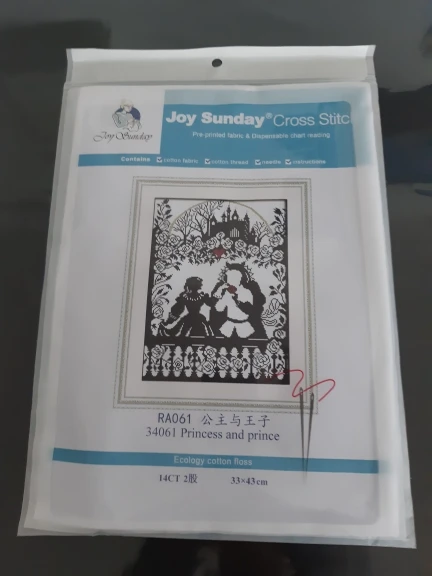 Joy Sunday
Joy Sunday® Cross Stitc
Pre-printed fabric & Dispensable chart reading
Contains cotton fabric cotton thread needle instructions
RA061 公主与王子
34061 Princess and prince
Ecology cotton floss
14CT 2股 33×43cm